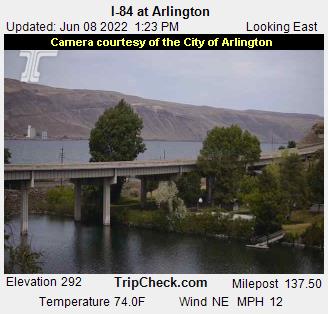 I-84 at Arlington
Updated: Jun 08 2022 1:23 PM Looking East
Camera courtesy of the City of Arlington
Elevation 292 TripCheck.com Milepost 137.50
Temperature 74.0F Wind NE MPH 12